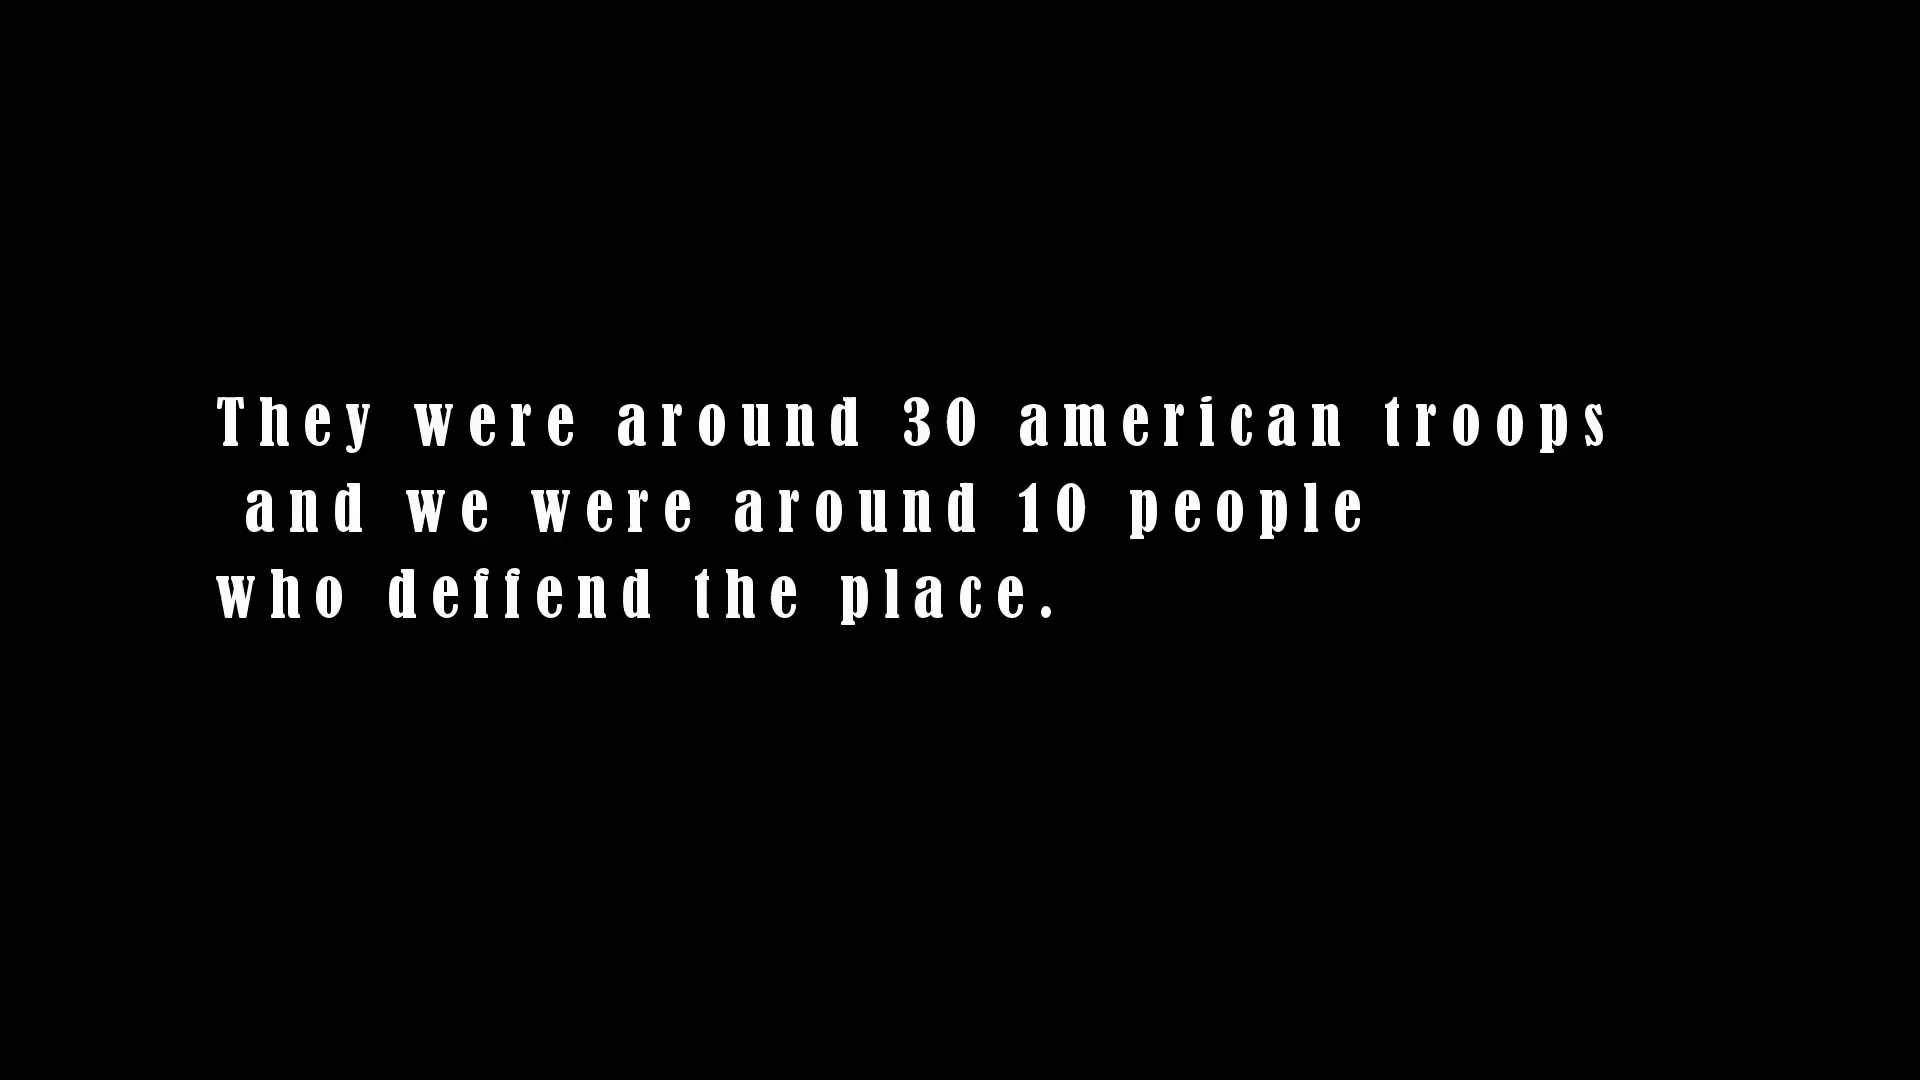 They were around 30 american troops
and we were around 10 people
who deffend the place.